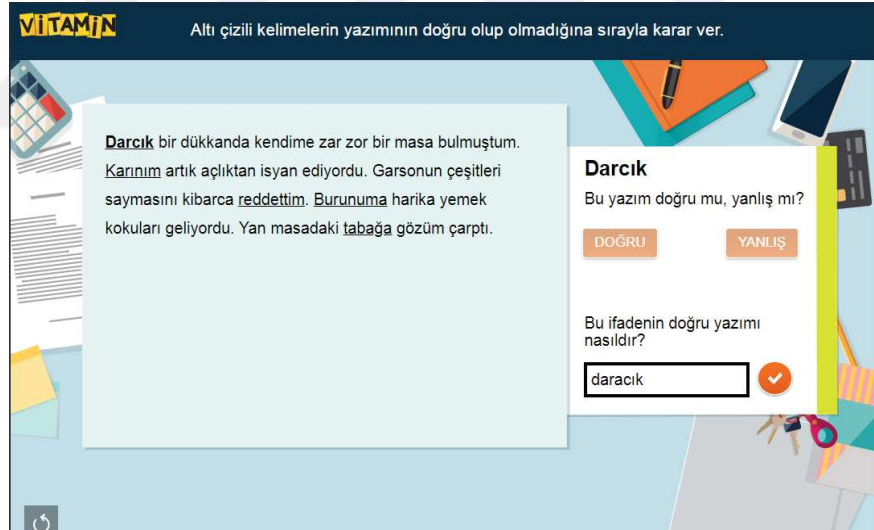 VİTAMİN
Altı çizili kelimelerin yazımının doğru olup olmadığına sırayla karar ver.
Darcık bir dükkanda kendime zar zor bir masa bulmuştum.
Karınım artık açlıktan isyan ediyordu. Garsonun çeşitleri
saymasını kibarca reddettim. Burunuma harika yemek
kokuları geliyordu. Yan masadaki tabağa gözüm çarptı.
Darcık
Bu yazım doğru mu, yanlış mı?
DOĞRU YANLIŞ
Bu ifadenin doğru yazımı
nasıldır?
daracık